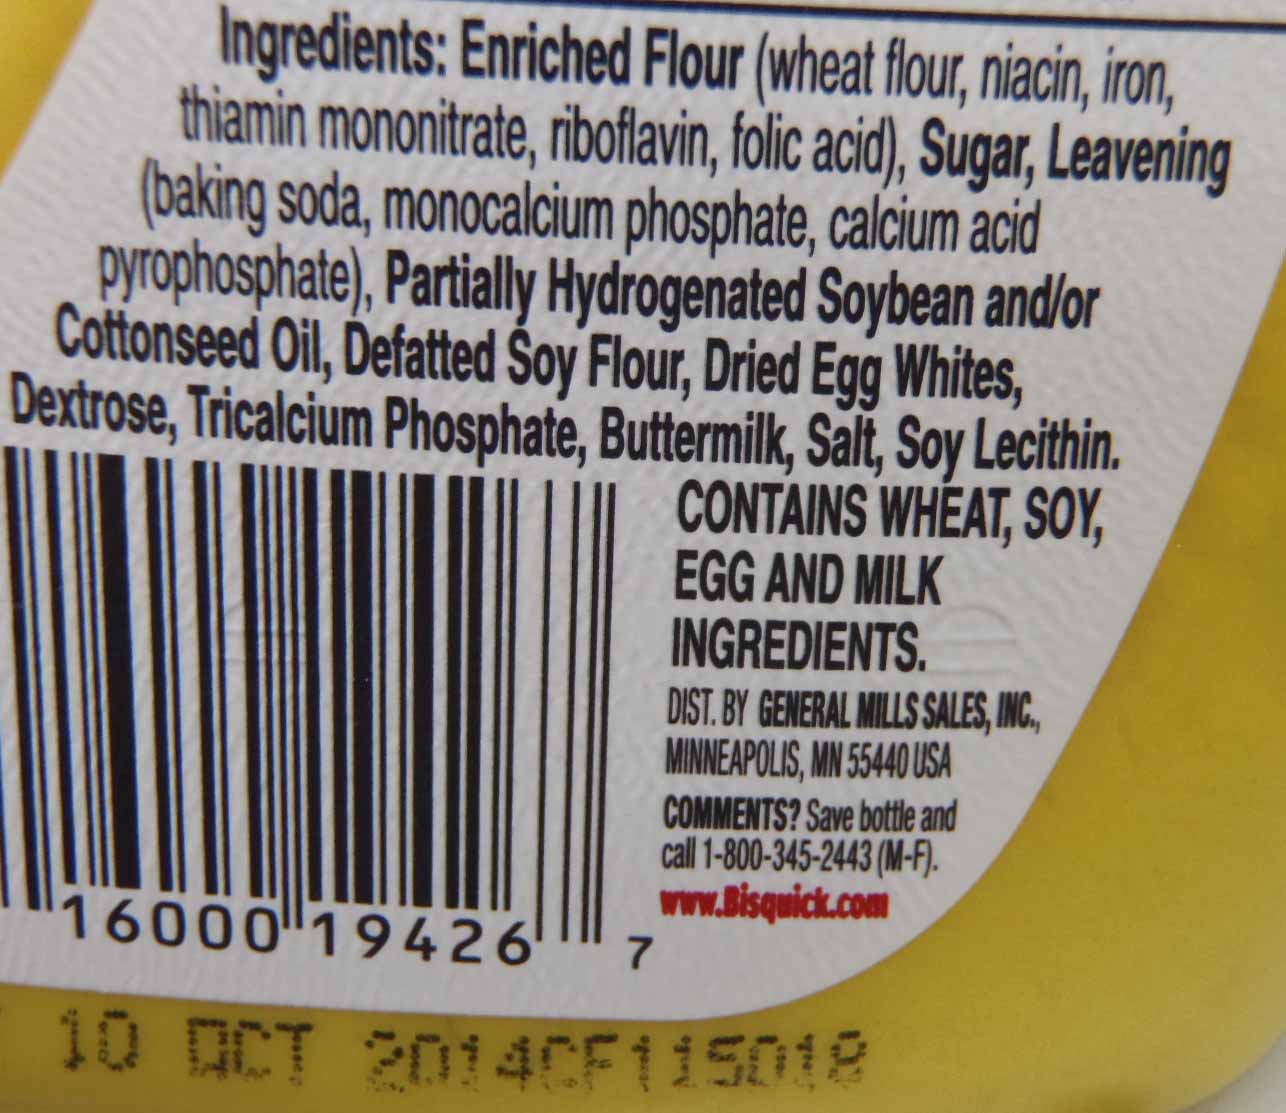 Ingredients: Enriched Flour (wheat flour, niacin, iron,
thiamin mononitrate, riboflavin, folic acid), Sugar, Leavening
(baking soda, monocalcium phosphate, calcium acid
pyrophosphate), Partially Hydrogenated Soybean and/or
Cottonseed Oil, Defatted Soy Flour, Dried Egg Whites,
Dextrose, Tricalcium Phosphate, Buttermilk, Salt, Soy Lecithin.
CONTAINS WHEAT, SOY,
EGG AND MILK
INGREDIENTS.
DIST. BY GENERAL MILLS SALES, INC.,
MINNEAPOLIS, MN 55440 USA
COMMENTS? Save bottle and
call 1-800-345-2443 (M-F).
www.Bisquick.com
16000 19426 7
10 OCT 2014